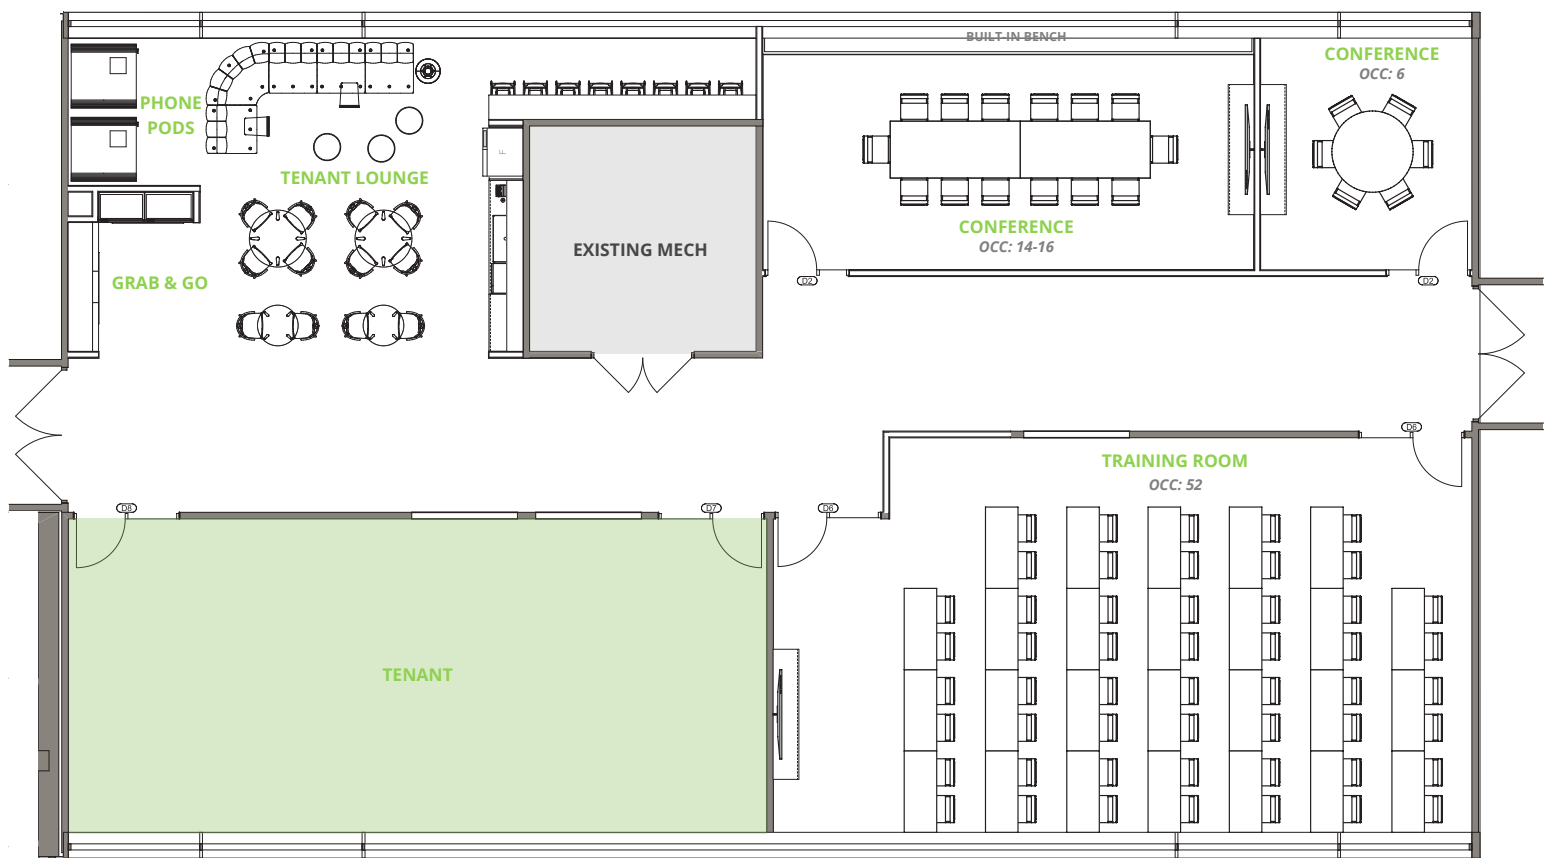 BUILT-IN BENCH
CONFERENCE
OCC: 6
PHONE
PODS
F
TENANT LOUNGE
CONFERENCE
OCC: 14-16
EXISTING MECH
GRAB & GO
D2
D2
D6
TRAINING ROOM
OCC: 52
D8
D7
D6
TENANT